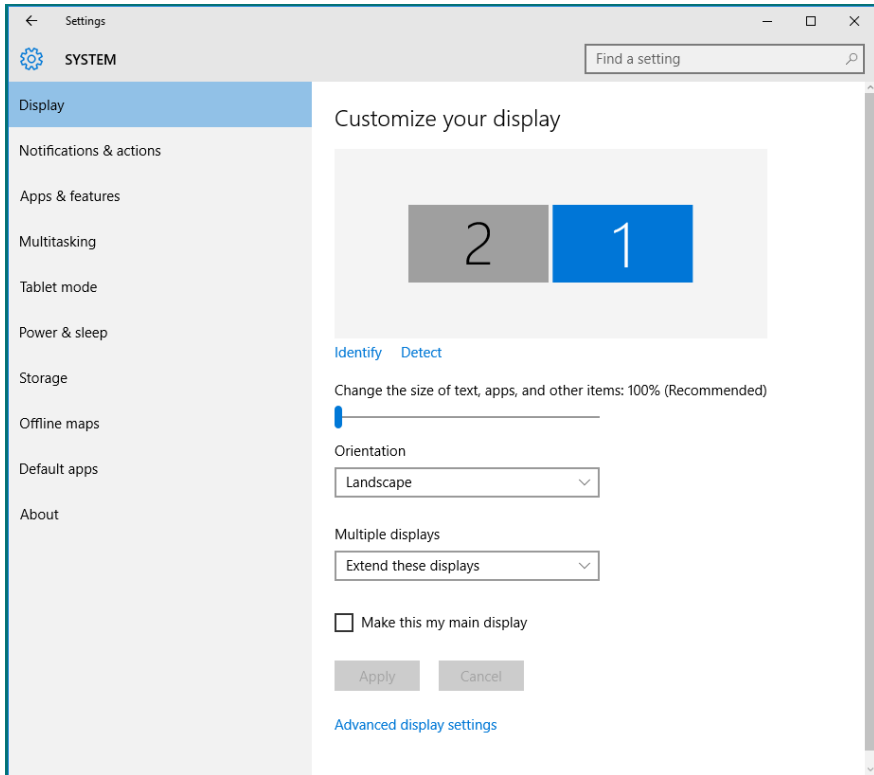 Settings
SYSTEM
Find a setting
Display
Notifications & actions
Apps & features
Multitasking
Tablet mode
Power & sleep
Storage
Offline maps
Default apps
About
Customize your display
2 1
Identify Detect
Change the size of text, apps, and other items: 100% (Recommended)
Orientation
Landscape
Multiple displays
Extend these displays
Make this my main display
Apply Cancel
Advanced display settings